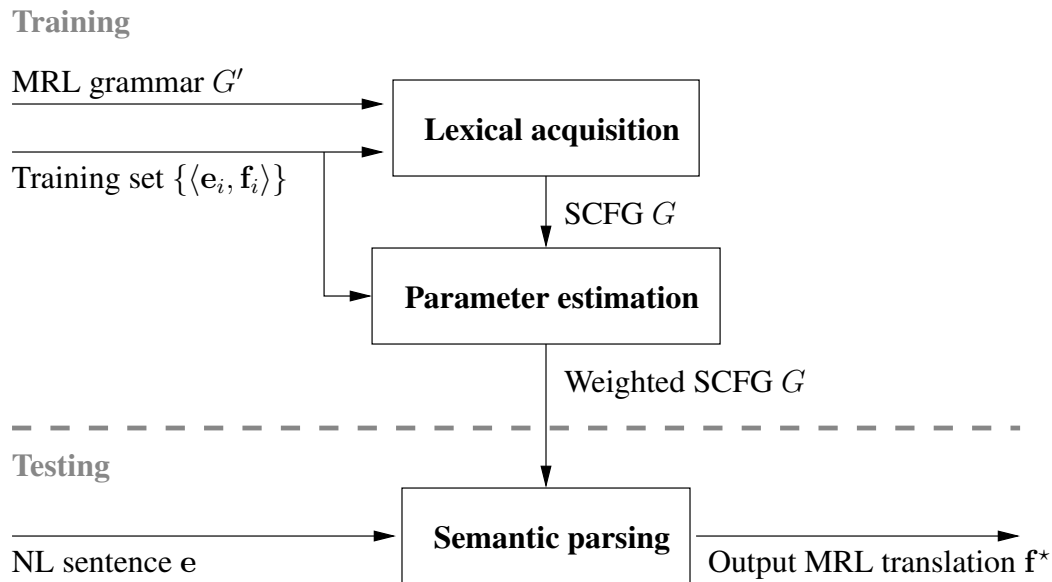 Training
MRL grammar G′
Lexical acquisition
Training set {⟨e_i, f_i⟩}
SCFG G
Parameter estimation
Weighted SCFG G
Testing
Semantic parsing
NL sentence e
Output MRL translation f⋆